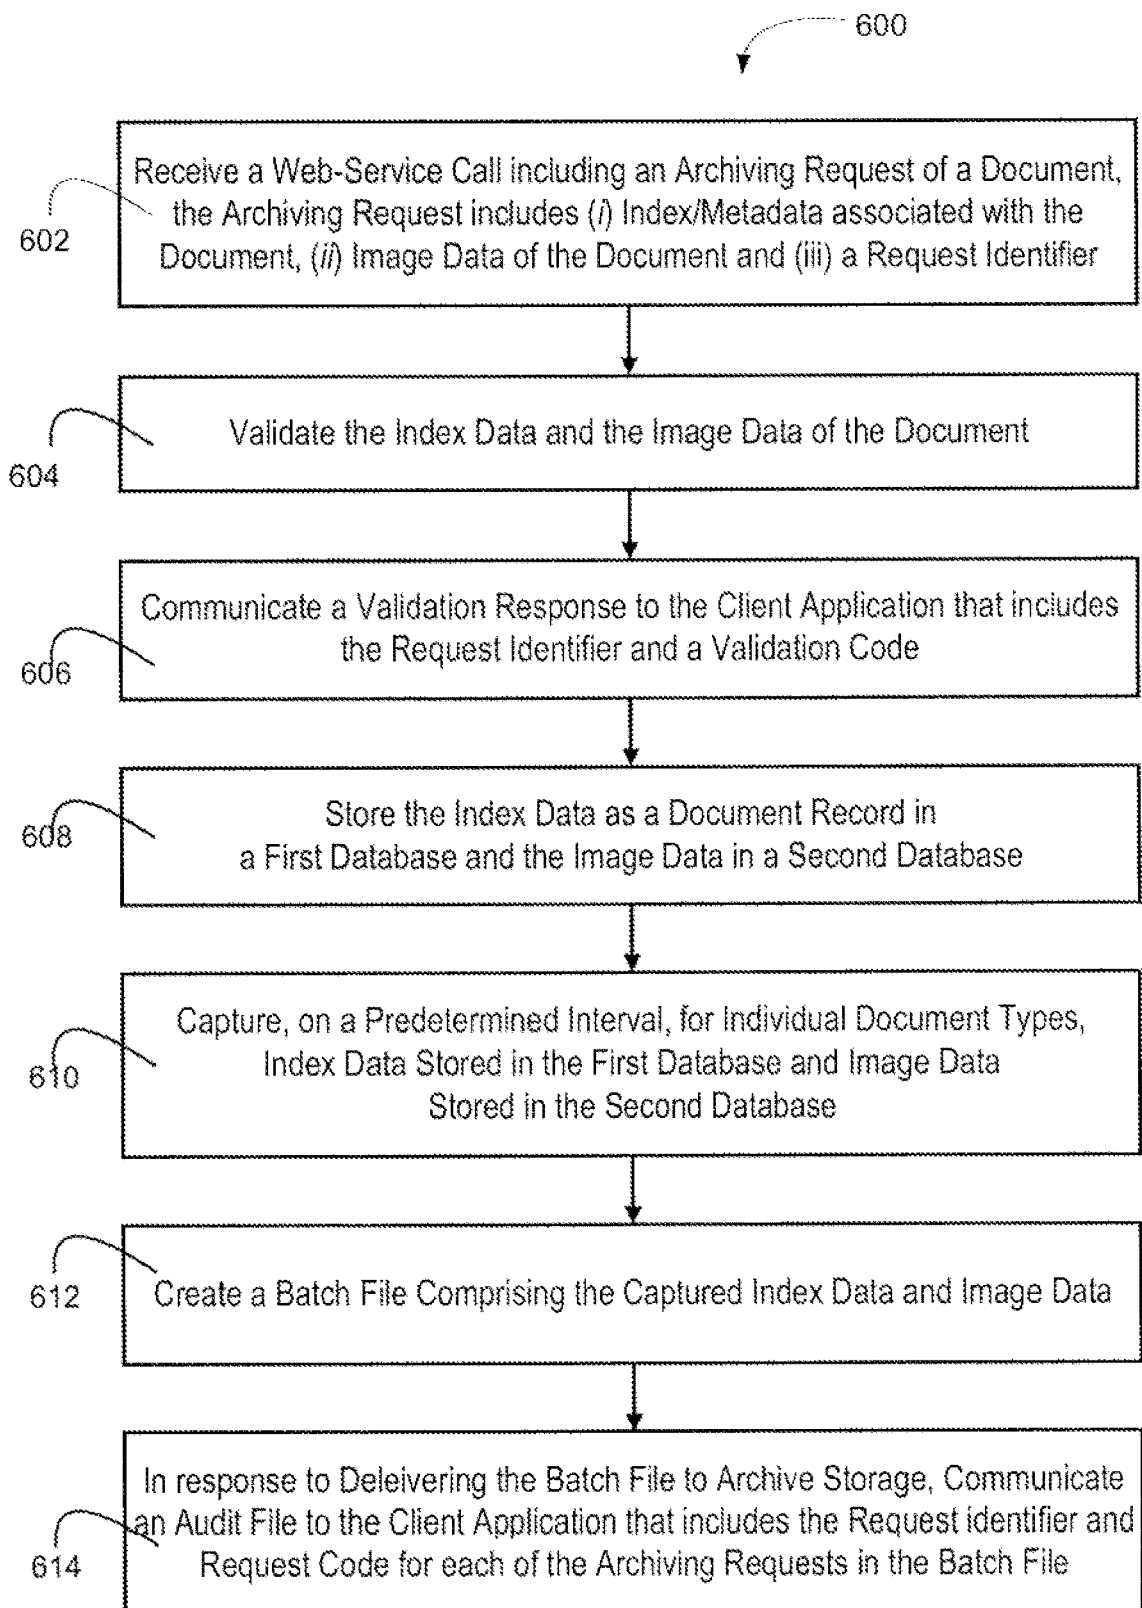 600
Receive a Web-Service Call including an Archiving Request of a Document,
the Archiving Request includes (i) Index/Metadata associated with the
Document, (ii) Image Data of the Document and (iii) a Request Identifier
602
Validate the Index Data and the Image Data of the Document
604
Communicate a Validation Response to the Client Application that includes
the Request Identifier and a Validation Code
606
Store the Index Data as a Document Record in
a First Database and the Image Data in a Second Database
608
Capture, on a Predetermined Interval, for Individual Document Types,
Index Data Stored in the First Database and Image Data
Stored in the Second Database
610
Create a Batch File Comprising the Captured Index Data and Image Data
612
In response to Deleivering the Batch File to Archive Storage, Communicate
an Audit File to the Client Application that includes the Request identifier and
Request Code for each of the Archiving Requests in the Batch File
614